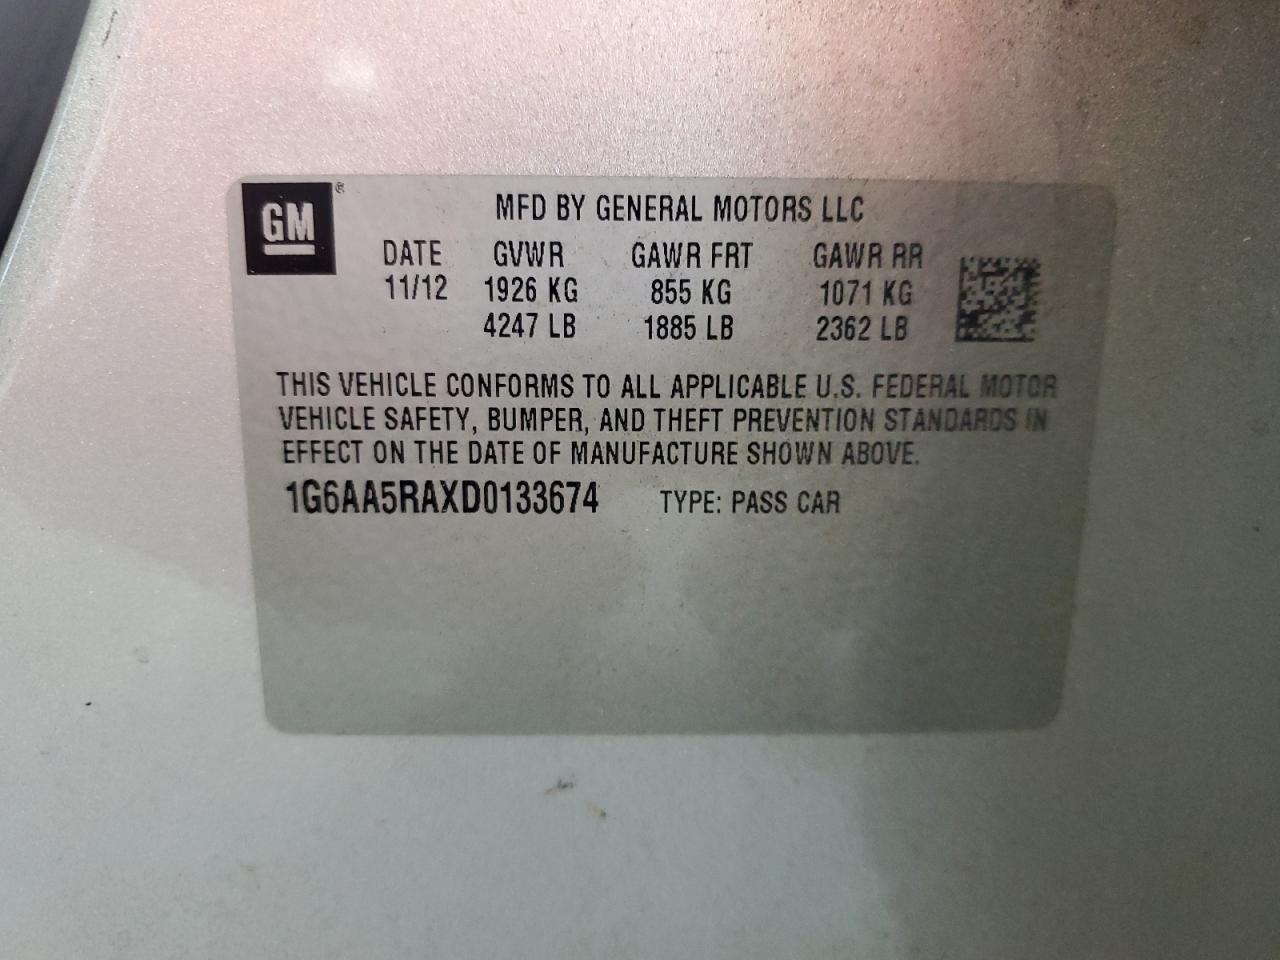 GM ®
MFD BY GENERAL MOTORS LLC
DATE GVWR GAWR FRT GAWR RR
11/12 1926 KG 855 KG 1071 KG
4247 LB 1885 LB 2362 LB
THIS VEHICLE CONFORMS TO ALL APPLICABLE U.S. FEDERAL MOTOR
VEHICLE SAFETY, BUMPER, AND THEFT PREVENTION STANDARDS IN
EFFECT ON THE DATE OF MANUFACTURE SHOWN ABOVE.
1G6AA5RAXD0133674 TYPE: PASS CAR